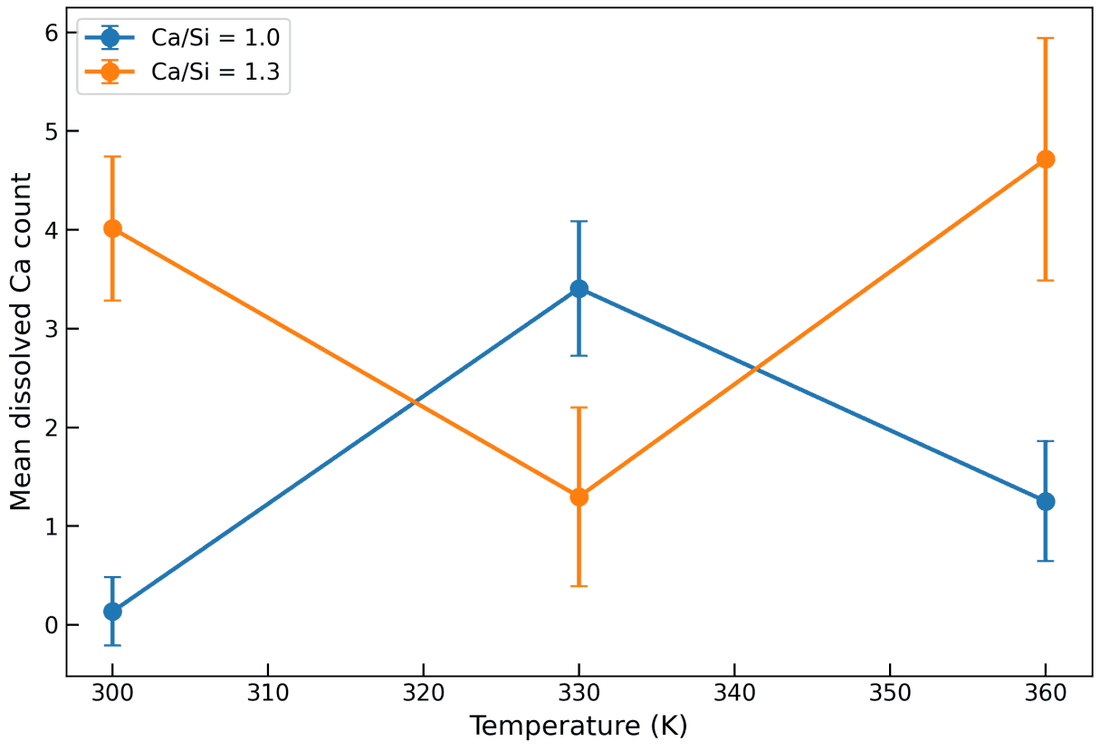 Ca/Si = 1.0
Ca/Si = 1.3
6
5
4
3
2
1
0
Mean dissolved Ca count
300 310 320 330 340 350 360
Temperature (K)